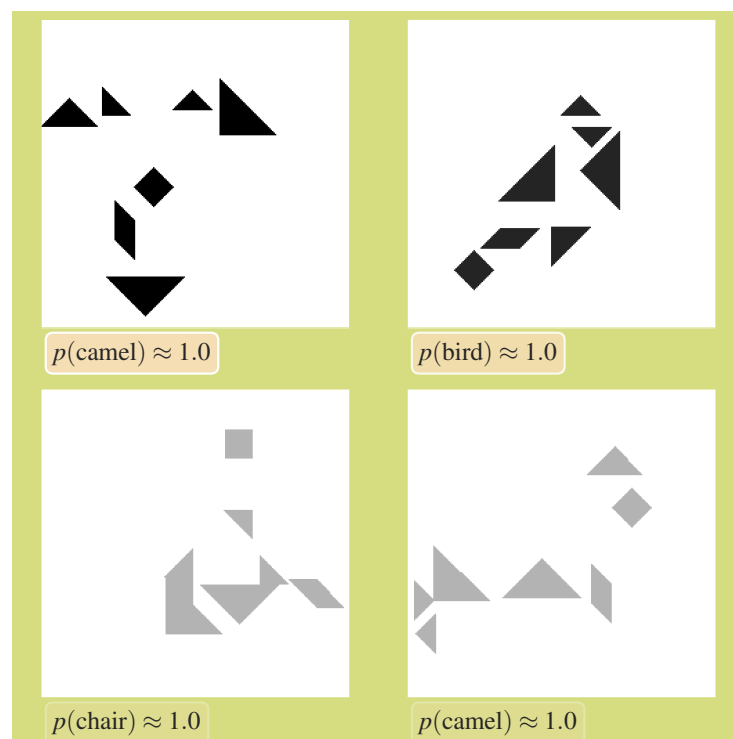 p(camel) ≈ 1.0
p(bird) ≈ 1.0
p(chair) ≈ 1.0
p(camel) ≈ 1.0